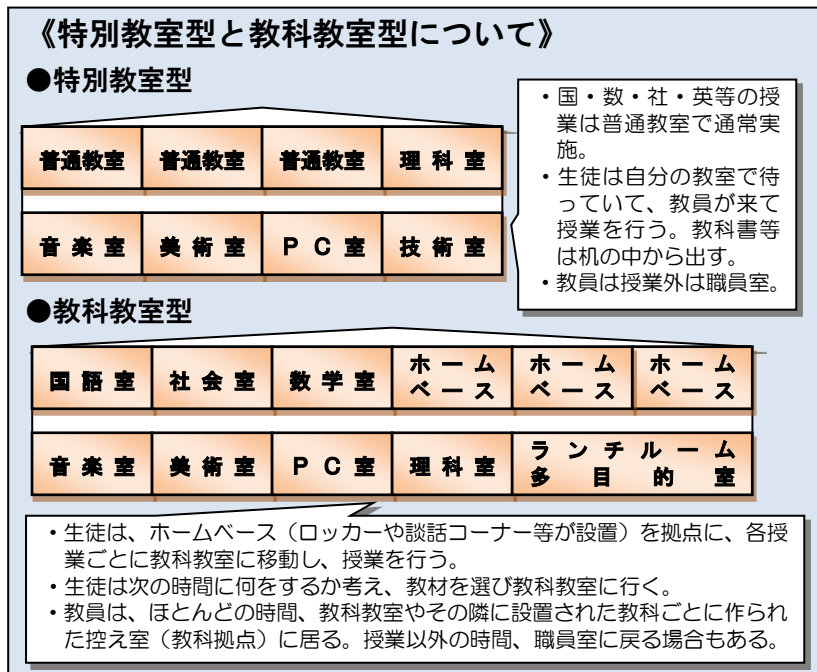 《特別教室型と教科教室型について》
●特別教室型
普通教室 普通教室 普通教室 理科室
音楽室 美術室 PC室 技術室
・国・数・社・英等の授
業は普通教室で通常実
施。
・生徒は自分の教室で待
っていて、教員が来て
授業を行う。教科書等
は机の中から出す。
・教員は授業外は職員室。
●教科教室型
国語室 社会室 数学室 ホーム ホーム ホーム
ベース ベース ベース
音楽室 美術室 PC室 理科室 ランチルーム
多目的室
・生徒は、ホームベース（ロッカーや談話コーナー等が設置）を拠点に、各授
業ごとに教科教室に移動し、授業を行う。
・生徒は次の時間に何をするか考え、教材を選び教科教室に行く。
・教員は、ほとんどの時間、教科教室やその隣に設置された教科ごとに作られ
た控え室（教科拠点）に居る。授業以外の時間、職員室に戻る場合もある。